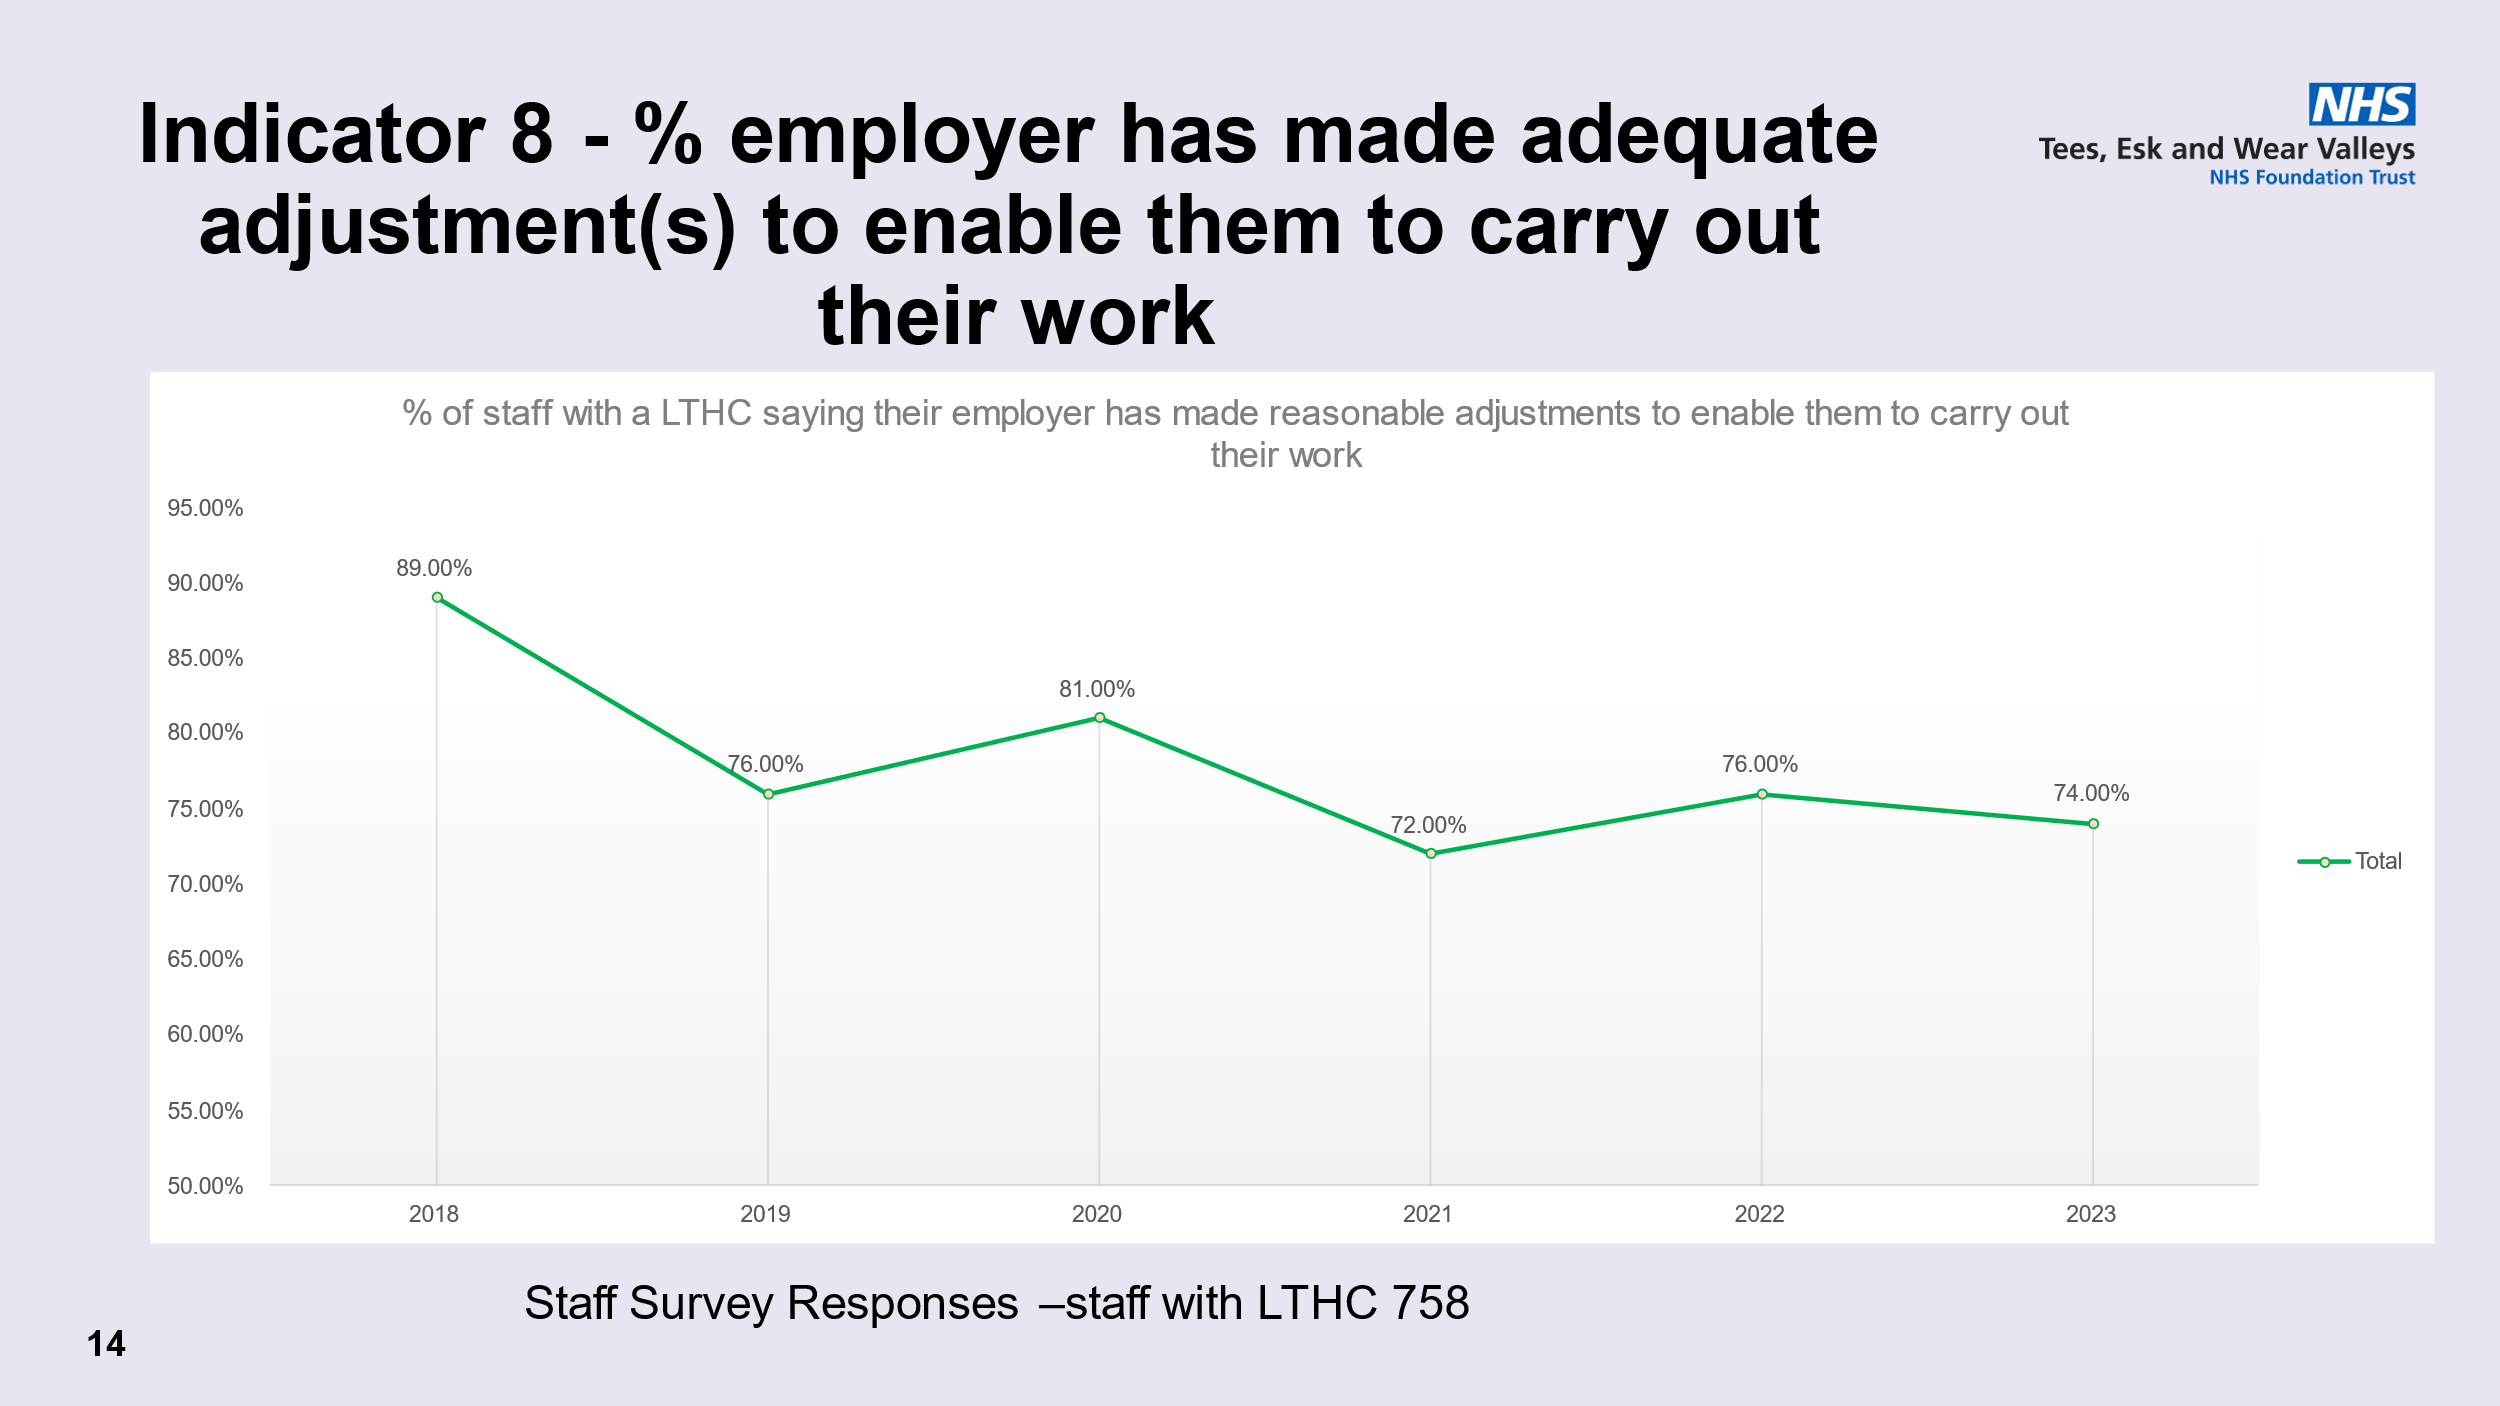 Indicator 8 - % employer has made adequate
adjustment(s) to enable them to carry out
their work
NHS
Tees, Esk and Wear Valleys
NHS Foundation Trust
% of staff with a LTHC saying their employer has made reasonable adjustments to enable them to carry out
their work
95.00%
90.00%
85.00%
80.00%
75.00%
70.00%
65.00%
60.00%
55.00%
50.00%
89.00%
76.00%
81.00%
72.00%
76.00%
74.00%
Total
2018
2019
2020
2021
2022
2023
Staff Survey Responses –staff with LTHC 758
14